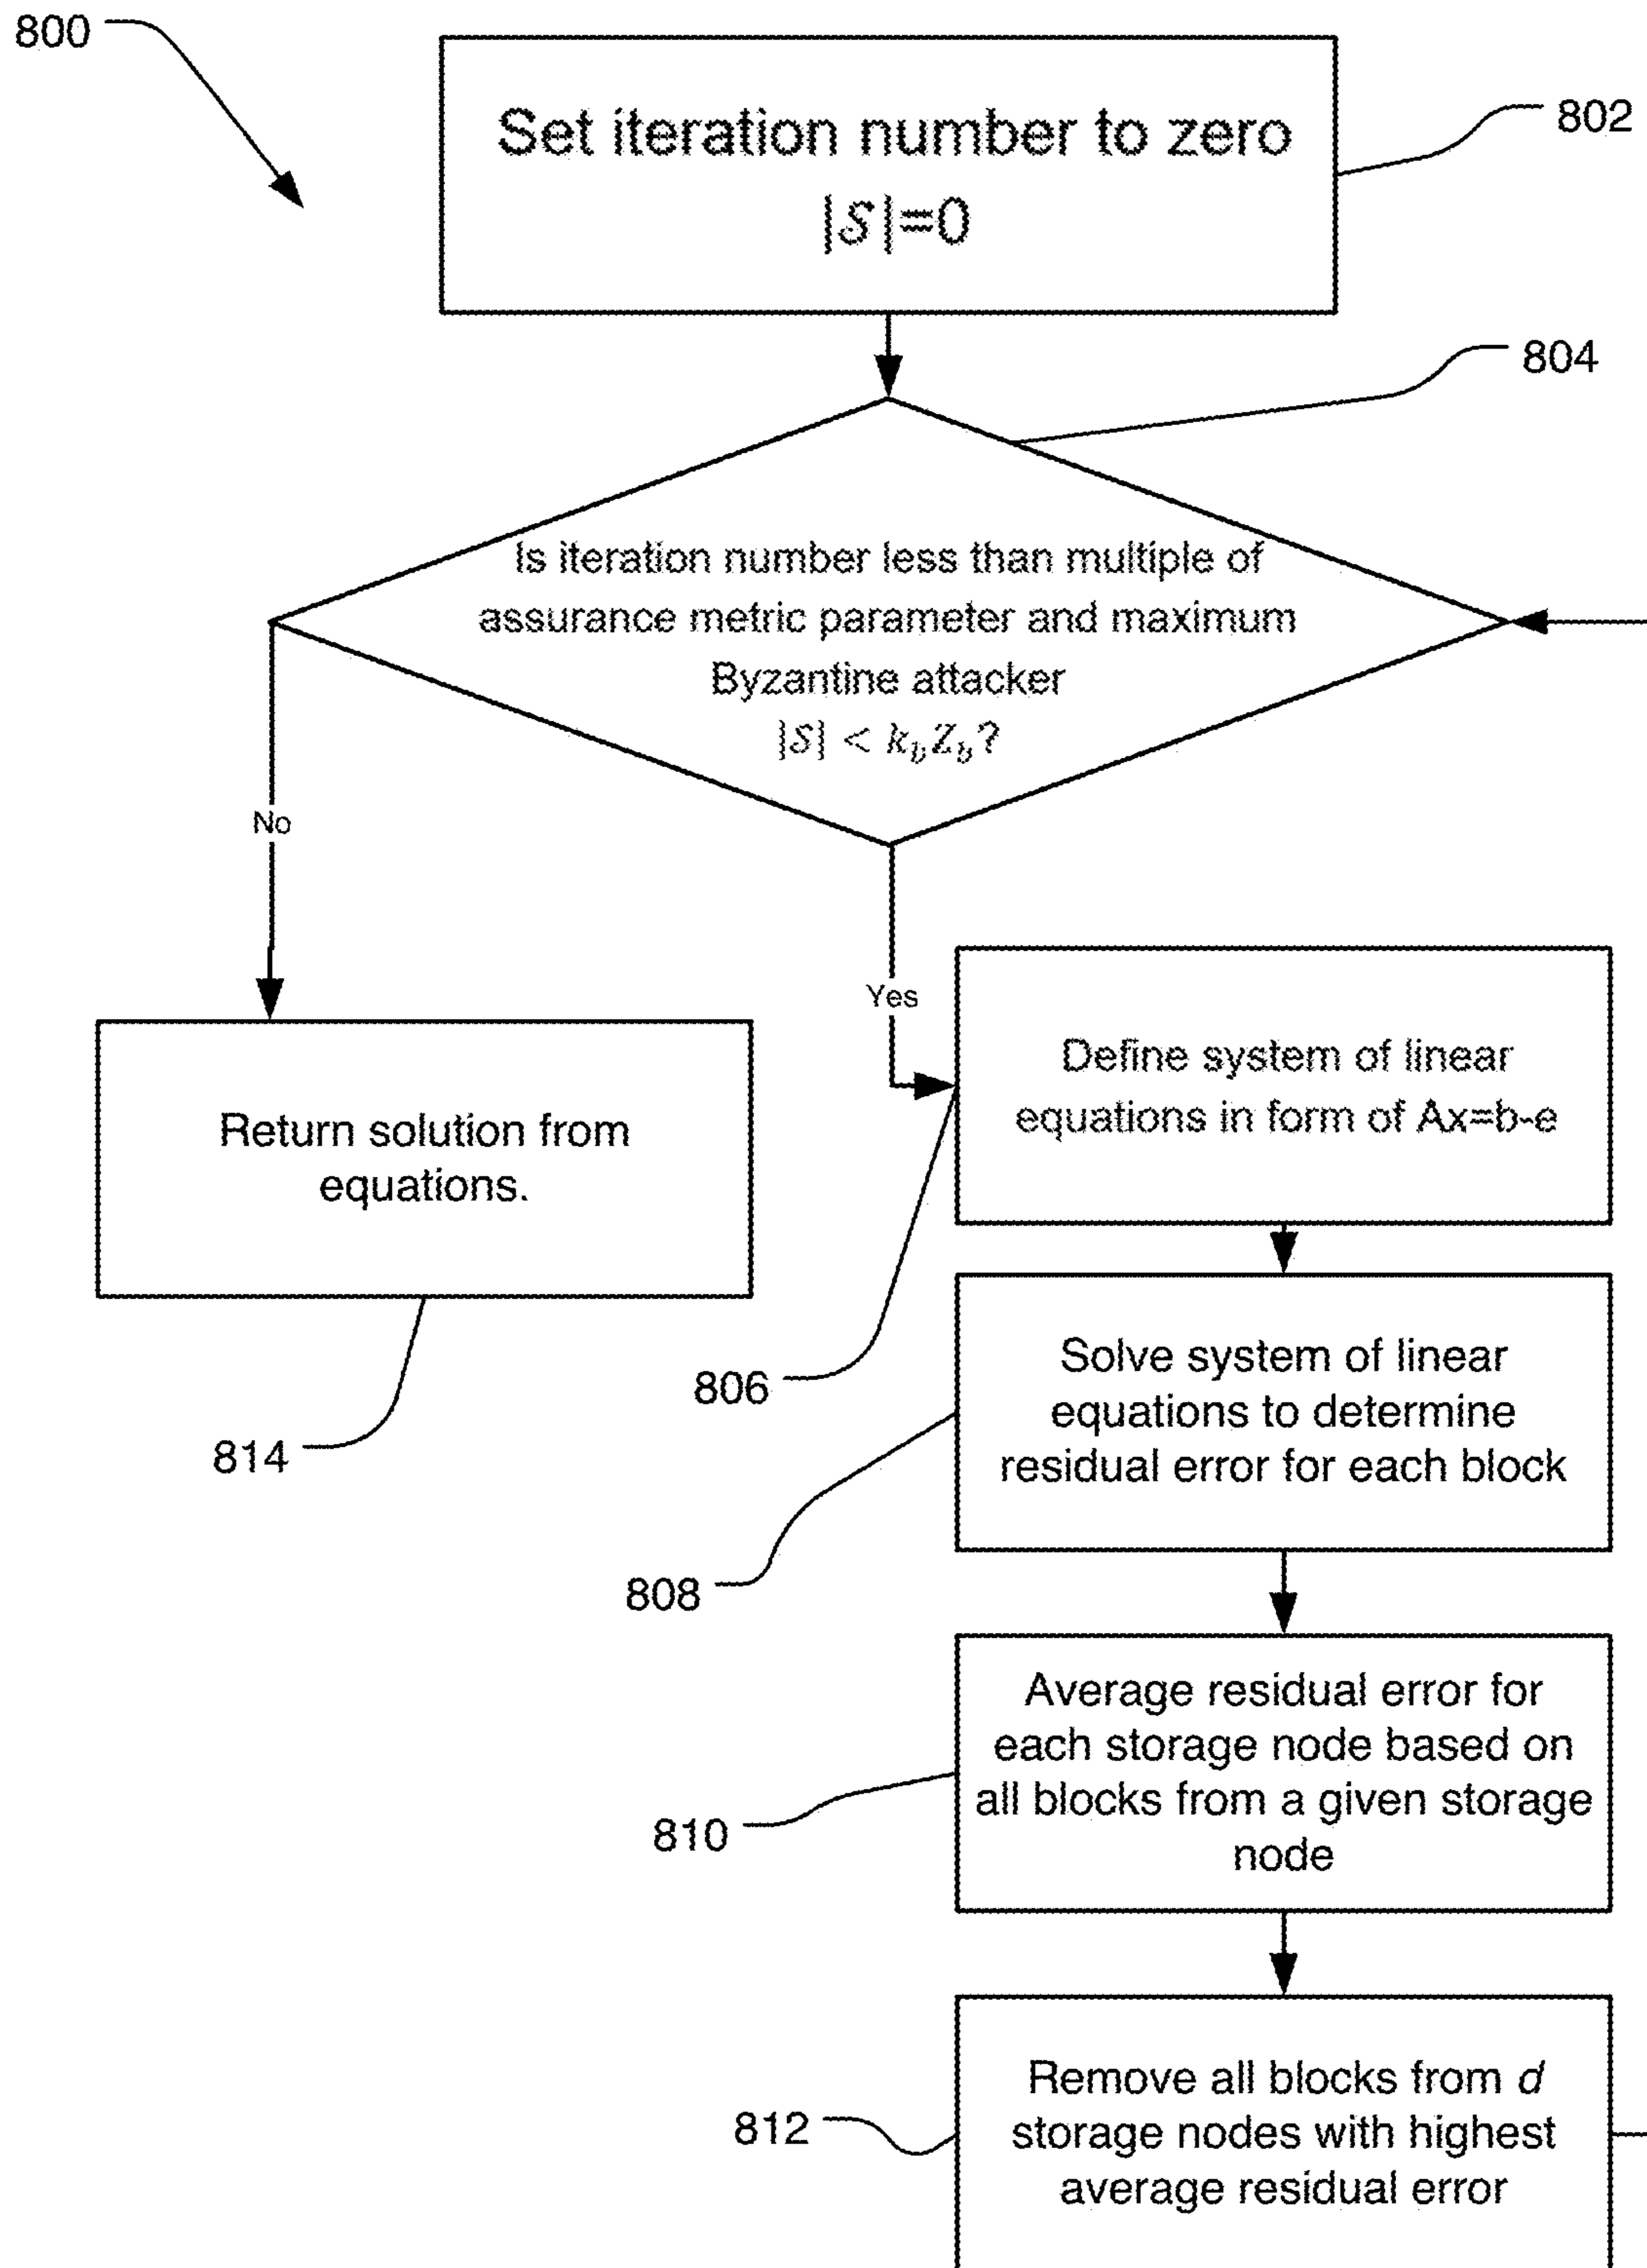 800
Set iteration number to zero
|𝒮|=0
802
804
Is iteration number less than multiple of
assurance metric parameter and maximum
Byzantine attacker
|𝒮| < k_b Z_b?
No
Yes
Define system of linear
equations in form of Ax=b-e
Return solution from
equations.
806
Solve system of linear
equations to determine
residual error for each block
814
808
Average residual error for
each storage node based on
all blocks from a given storage
node
810
Remove all blocks from d
storage nodes with highest
average residual error
812